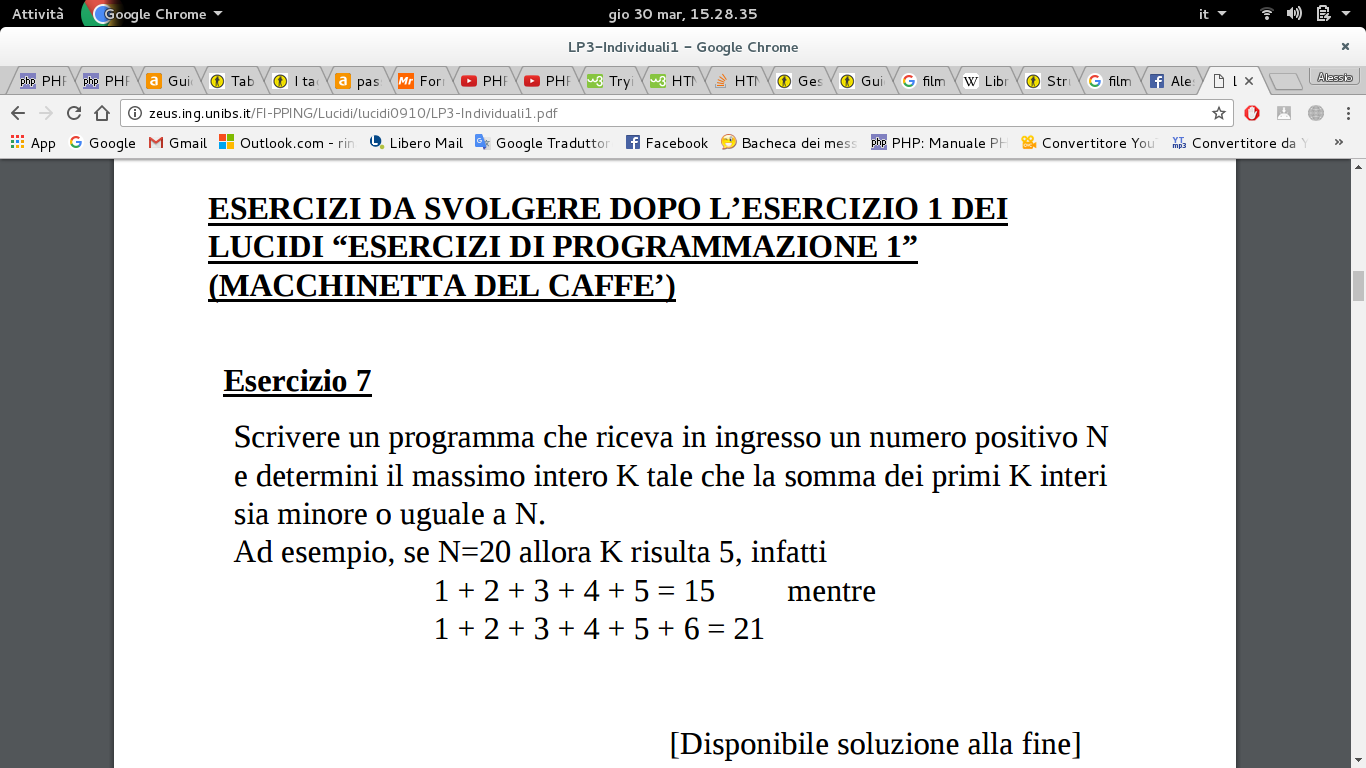 Attività Google Chrome gio 30 mar, 15.28.35 it
LP3-Individuali1 - Google Chrome
PHP PHP Gui Tab I ta pas For PHP PHP Tryi HTM HTM Ges Gui film Libr Str film Ale Alessio
zeus.ing.unibs.it/FI-PPING/Lucidi/lucidi0910/LP3-Individuali1.pdf
App Google Gmail Outlook.com - rin Libero Mail Google Traduttor Facebook Bacheca dei mess PHP: Manuale PH Convertitore You Convertitore da Y »
ESERCIZI DA SVOLGERE DOPO L’ESERCIZIO 1 DEI
LUCIDI “ESERCIZI DI PROGRAMMAZIONE 1”
(MACCHINETTA DEL CAFFE’)
Esercizio 7
Scrivere un programma che riceva in ingresso un numero positivo N
e determini il massimo intero K tale che la somma dei primi K interi
sia minore o uguale a N.
Ad esempio, se N=20 allora K risulta 5, infatti
1 + 2 + 3 + 4 + 5 = 15 mentre
1 + 2 + 3 + 4 + 5 + 6 = 21
[Disponibile soluzione alla fine]